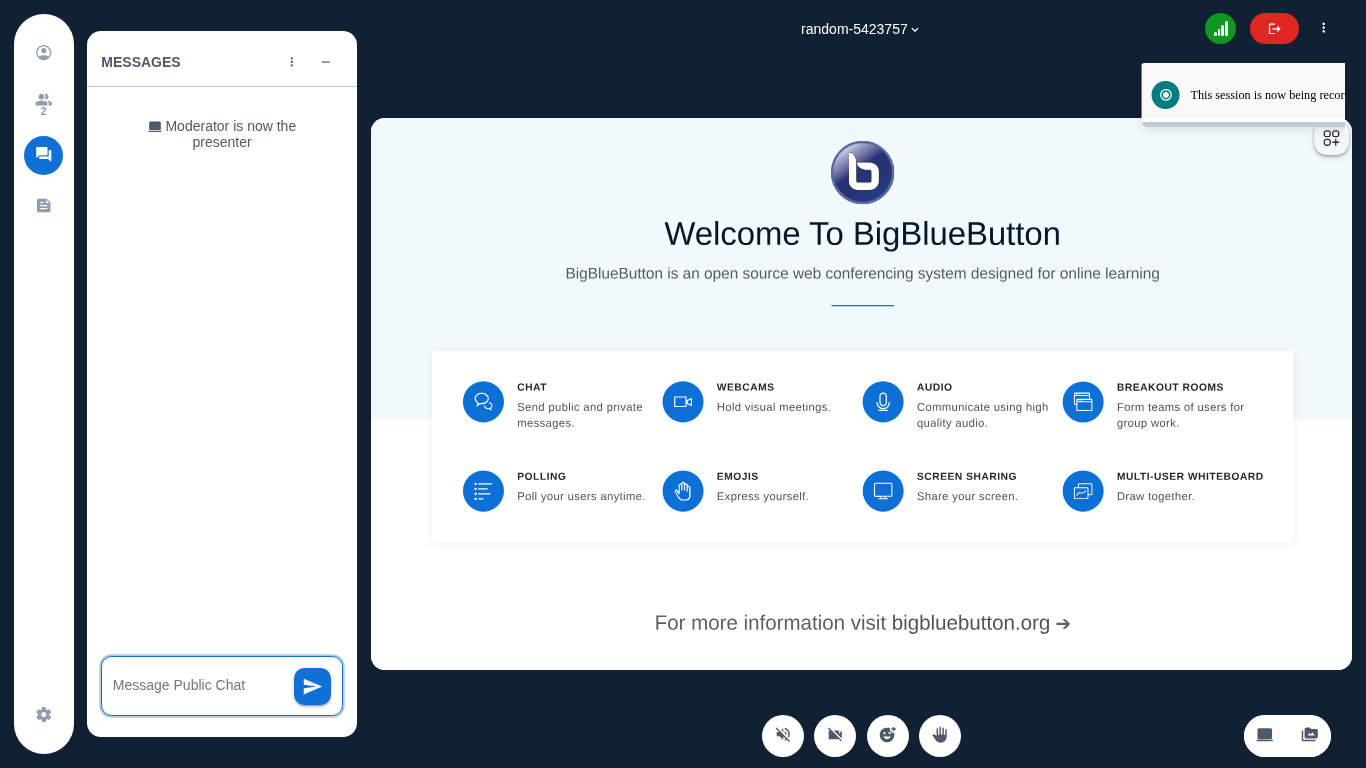 random-5423757
MESSAGES
2
Moderator is now the
presenter
This session is now being recor
Welcome To BigBlueButton
BigBlueButton is an open source web conferencing system designed for online learning
CHAT
Send public and private
messages.
WEBCAMS
Hold visual meetings.
AUDIO
Communicate using high
quality audio.
BREAKOUT ROOMS
Form teams of users for
group work.
POLLING
Poll your users anytime.
EMOJIS
Express yourself.
SCREEN SHARING
Share your screen.
MULTI-USER WHITEBOARD
Draw together.
For more information visit bigbluebutton.org ➔
Message Public Chat